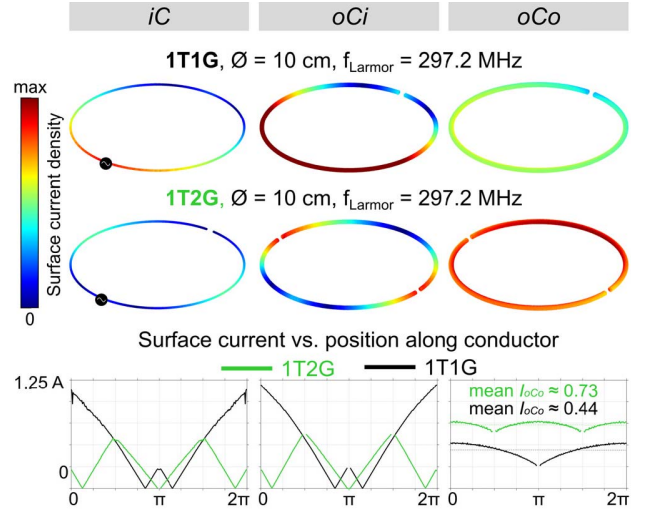 iC oCi oCo
1T1G, Ø = 10 cm, fLarmor = 297.2 MHz
max
Surface current density
0
1T2G, Ø = 10 cm, fLarmor = 297.2 MHz
Surface current vs. position along conductor
1T2G 1T1G
1.25 A
0
mean IoCo ≈ 0.73
mean IoCo ≈ 0.44
0 π 2π 0 π 2π 0 π 2π